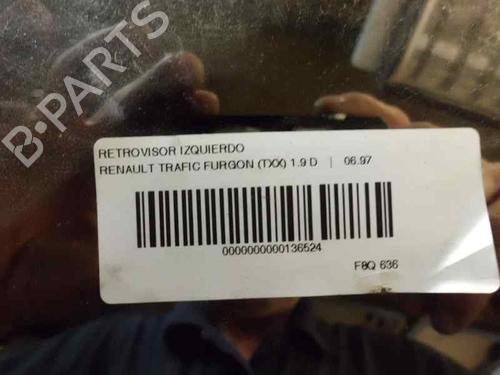 B-PARTS
RETROVISOR IZQUIERDO
RENAULT TRAFIC FURGON (TXX) 1.9 D | 06.97
0000000000136524
F8Q 636